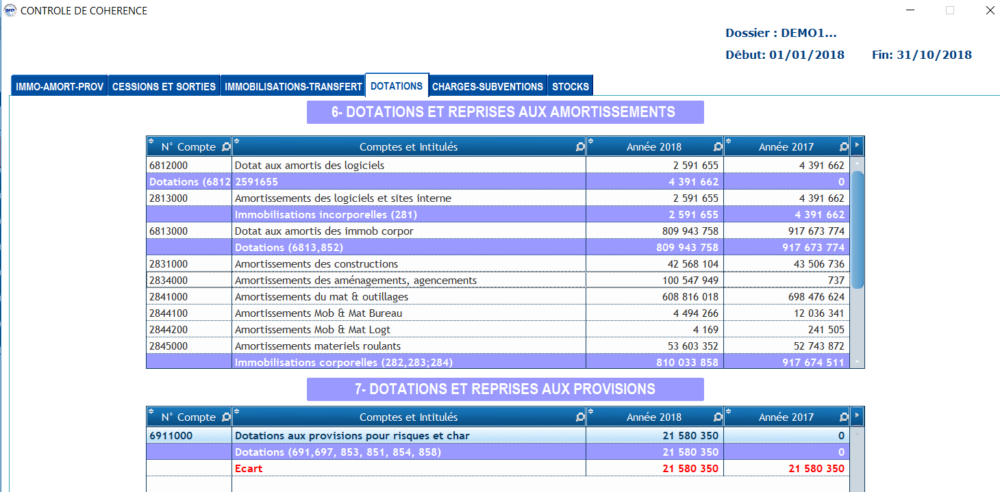 CONTROLE DE COHERENCE
Dossier : DEMO1...
Début: 01/01/2018 Fin: 31/10/2018
IMMO-AMORT-PROV CESSIONS ET SORTIES IMMOBILISATIONS-TRANSFERT DOTATIONS CHARGES-SUBVENTIONS STOCKS
6- DOTATIONS ET REPRISES AUX AMORTISSEMENTS
N° Compte Comptes et Intitulés Année 2018 Année 2017
6812000 Dotat aux amortis des logiciels 2 591 655 4 391 662
Dotations (6812 2591655 4 391 662 0
2813000 Amortissements des logiciels et sites interne 2 591 655 4 391 662
Immobilisations incorporelles (281) 2 591 655 4 391 662
6813000 Dotat aux amortis des immob corpor 809 943 758 917 673 774
Dotations (6813,852) 809 943 758 917 673 774
2831000 Amortissements des constructions 42 568 104 43 506 736
2834000 Amortissements des aménagements, agencements 100 547 949 737
2841000 Amortissements du mat & outillages 608 816 018 698 476 624
2844100 Amortissements Mob & Mat Bureau 4 494 266 12 036 341
2844200 Amortissements Mob & Mat Logt 4 169 241 505
2845000 Amortissements materiels roulants 53 603 352 52 743 872
Immobilisations corporelles (282,283;284) 810 033 858 917 674 511
7- DOTATIONS ET REPRISES AUX PROVISIONS
N° Compte Comptes et Intitulés Année 2018 Année 2017
6911000 Dotations aux provisions pour risques et char 21 580 350 0
Dotations (691,697, 853, 851, 854, 858) 21 580 350 0
Ecart 21 580 350 21 580 350